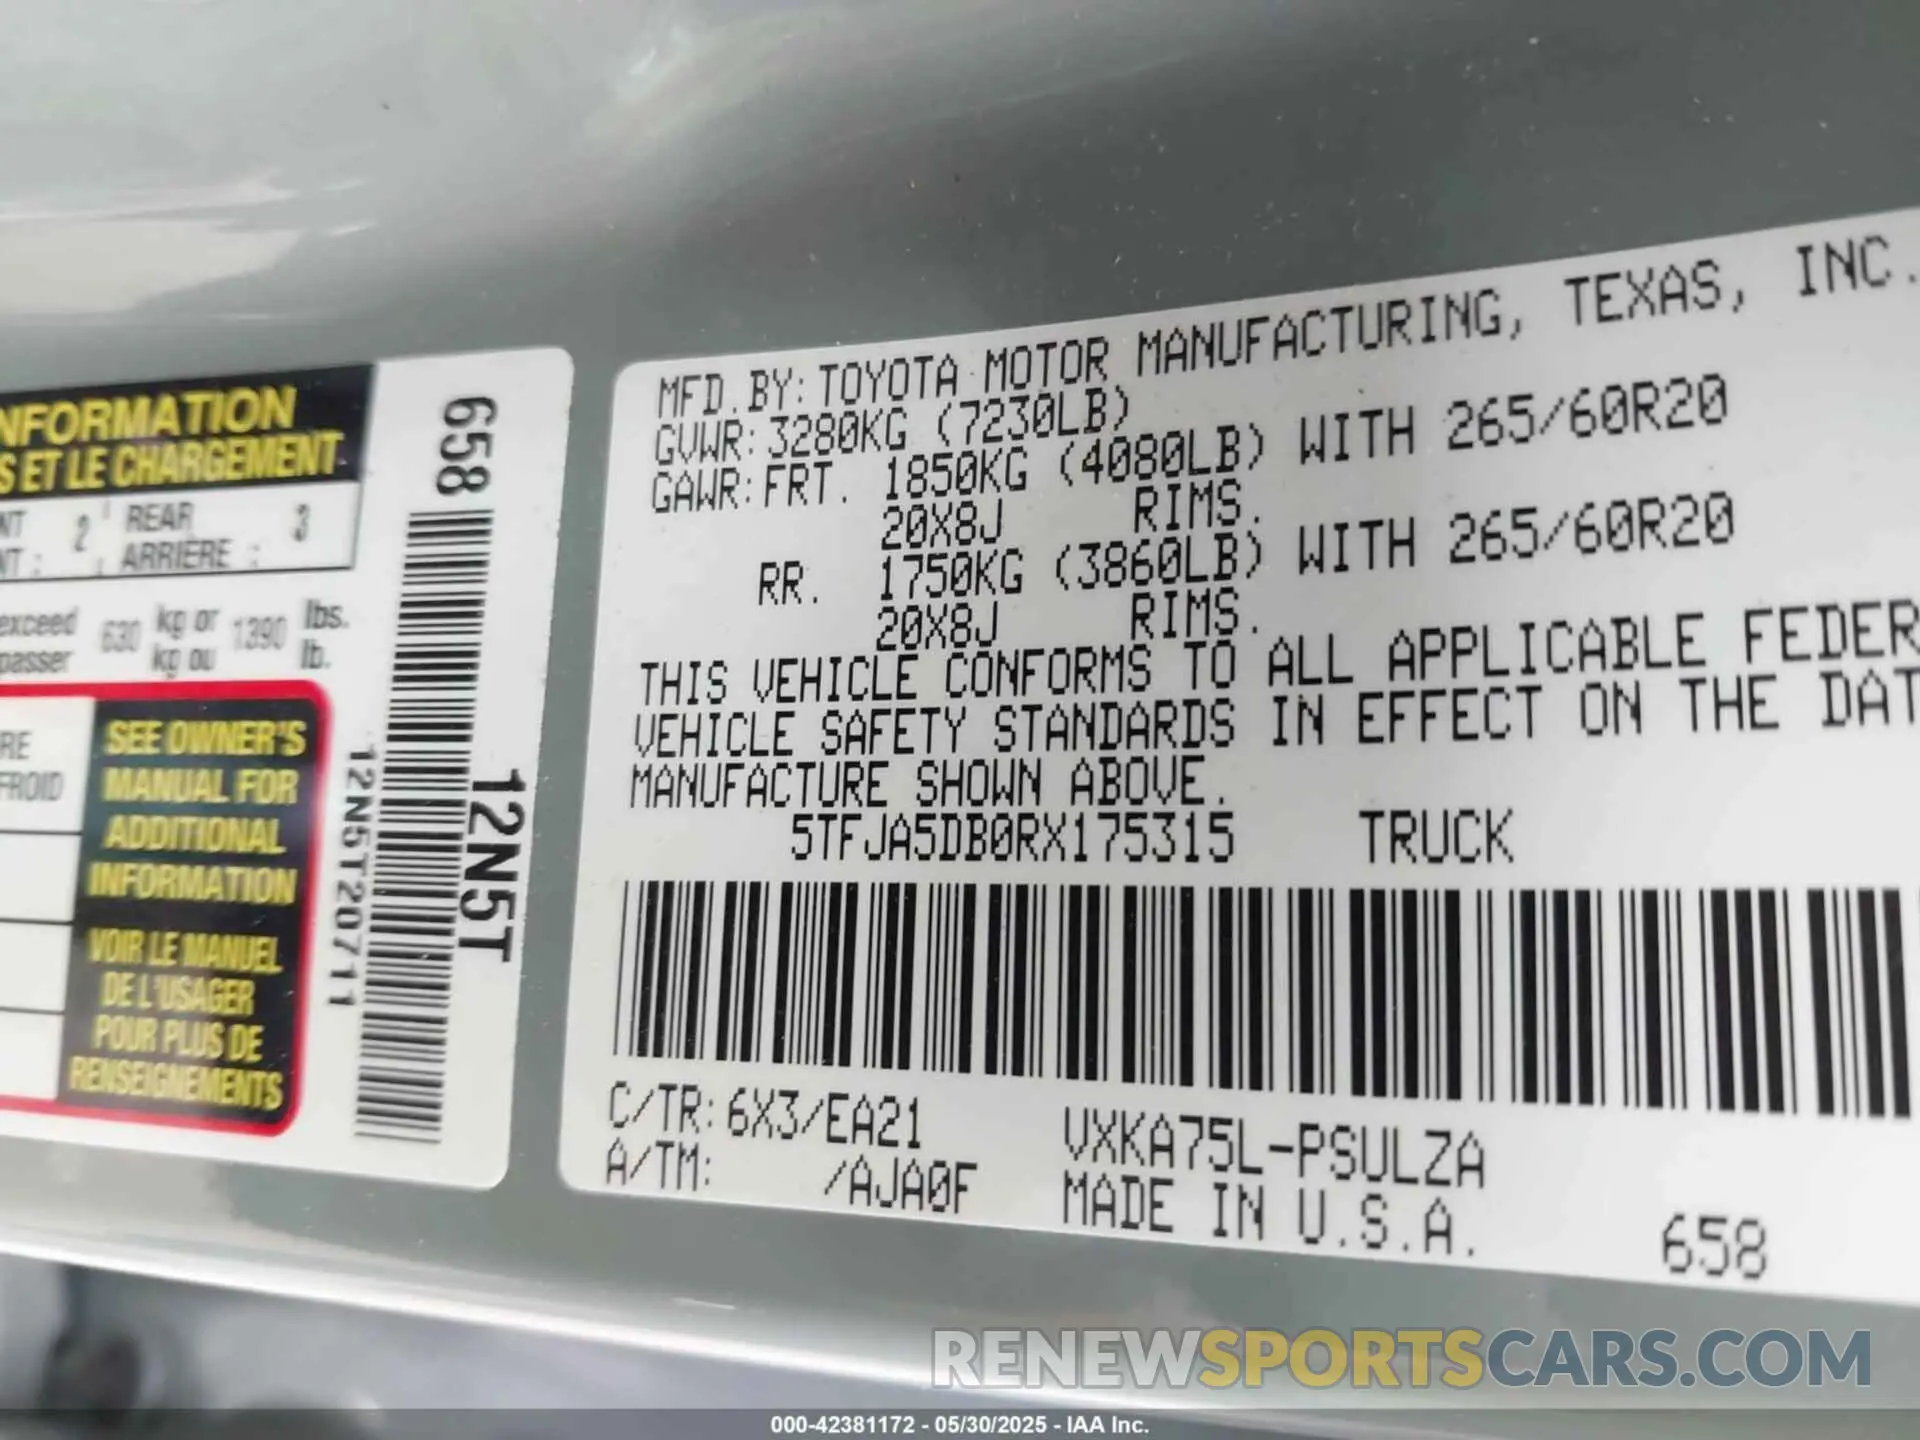 NFORMATION
S ET LE CHARGEMENT
NT 2 REAR 3
NT : ARRIÈRE :
exceed 630 kg or 1390 lbs.
passer kg ou lb.
RE
FROID
SEE OWNER'S
MANUAL FOR
ADDITIONAL
INFORMATION
VOIR LE MANUEL
DE L'USAGER
POUR PLUS DE
RENSEIGNEMENTS
658
12N5T
12N5T20711
MFD. BY: TOYOTA MOTOR MANUFACTURING, TEXAS, INC.
GVWR: 3280KG (7230LB)
GAWR: FRT. 1850KG (4080LB) WITH 265/60R20
20X8J RIMS.
RR. 1750KG (3860LB) WITH 265/60R20
20X8J RIMS.
THIS VEHICLE CONFORMS TO ALL APPLICABLE FEDER
VEHICLE SAFETY STANDARDS IN EFFECT ON THE DAT
MANUFACTURE SHOWN ABOVE.
5TFJA5DB0RX175315 TRUCK
C/TR: 6X3/EA21 VXKA75L-PSULZA
A/TM: /AJA0F MADE IN U.S.A.
658
RENEWSPORTSCARS.COM
000-42381172 - 05/30/2025 - IAA Inc.